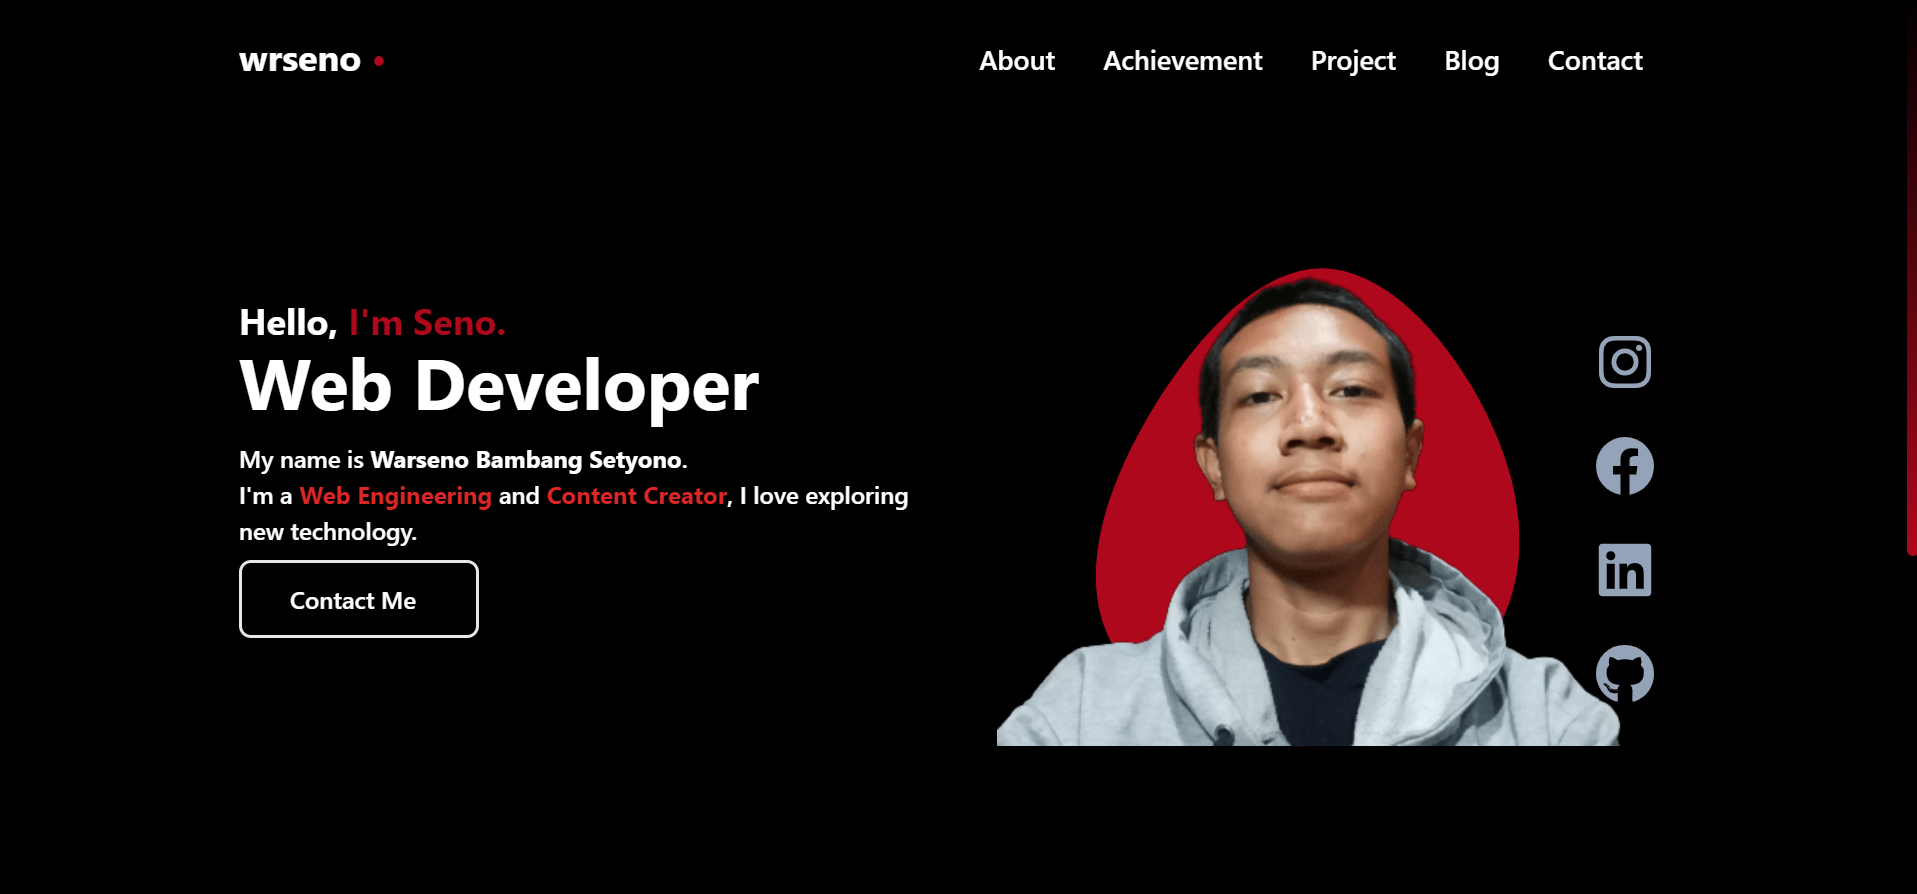 wrseno
About Achievement Project Blog Contact
Hello, I'm Seno.
Web Developer
My name is Warseno Bambang Setyono.
I'm a Web Engineering and Content Creator, I love exploring
new technology.
Contact Me
in